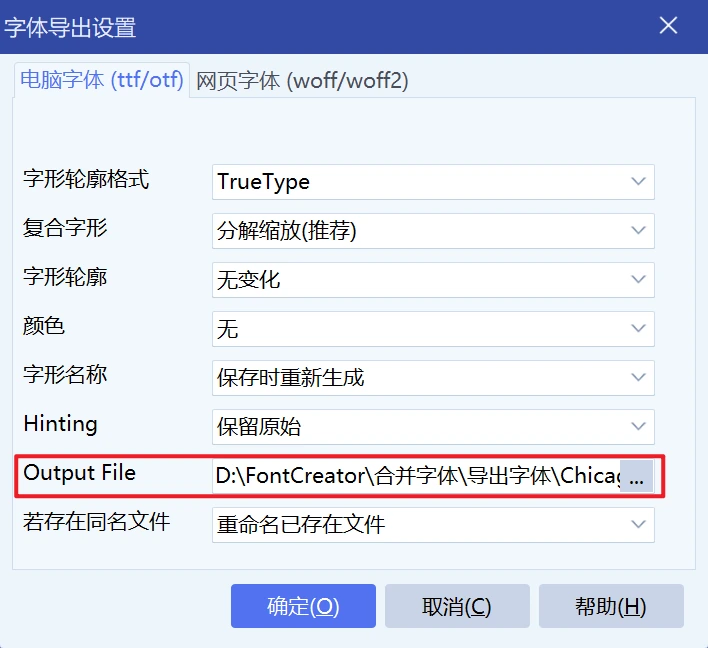 字体导出设置
电脑字体 (ttf/otf) 网页字体 (woff/woff2)
字形轮廓格式 TrueType
复合字形 分解缩放(推荐)
字形轮廓 无变化
颜色 无
字形名称 保存时重新生成
Hinting 保留原始
Output File D:\FontCreator\合并字体\导出字体\Chicag ...
若存在同名文件 重命名已存在文件
确定(O) 取消(C) 帮助(H)